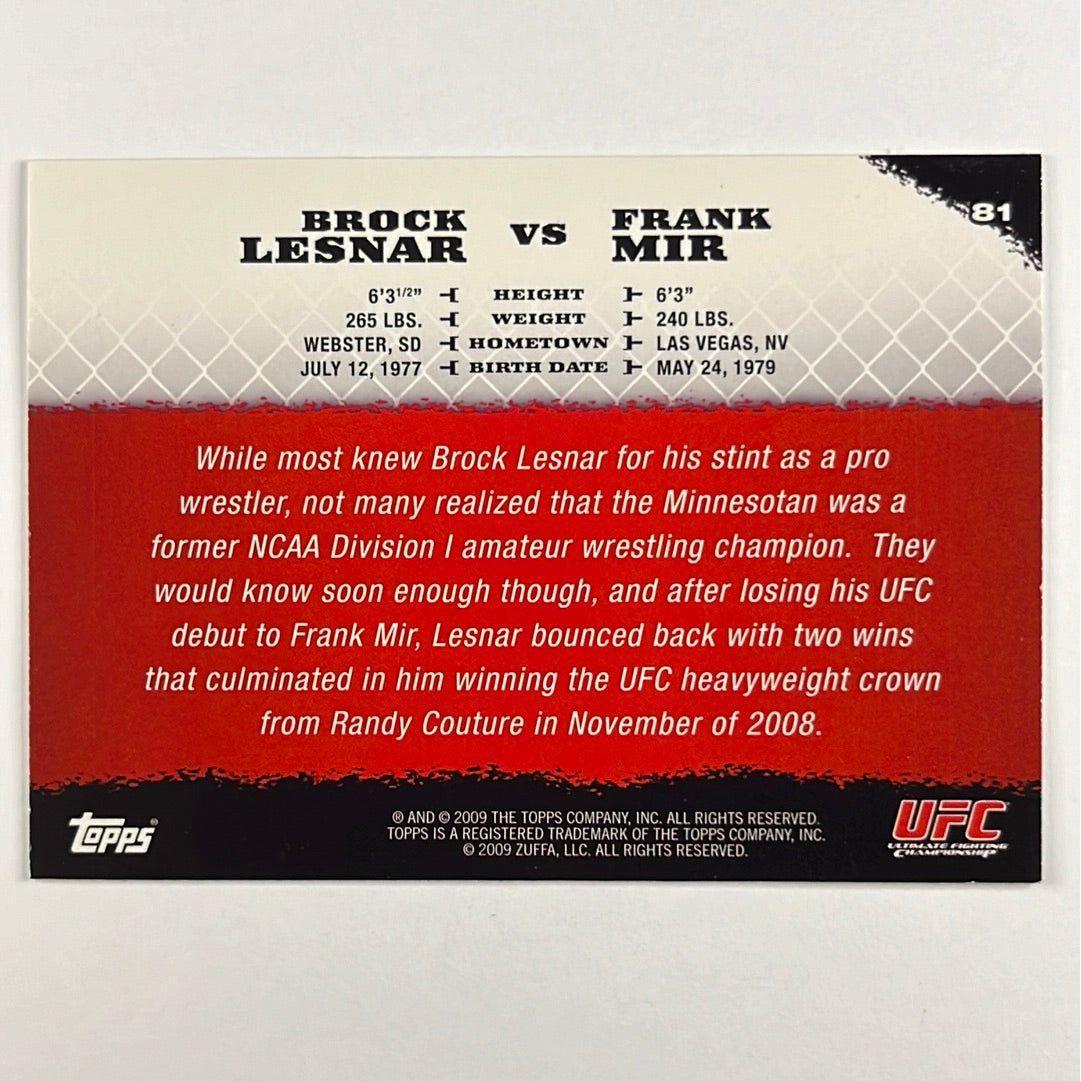 81
BROCK LESNAR VS FRANK MIR
6'3 1/2" HEIGHT 6'3"
265 LBS. WEIGHT 240 LBS.
WEBSTER, SD HOMETOWN LAS VEGAS, NV
JULY 12, 1977 BIRTH DATE MAY 24, 1979
While most knew Brock Lesnar for his stint as a pro
wrestler, not many realized that the Minnesotan was a
former NCAA Division I amateur wrestling champion. They
would know soon enough though, and after losing his UFC
debut to Frank Mir, Lesnar bounced back with two wins
that culminated in him winning the UFC heavyweight crown
from Randy Couture in November of 2008.
Topps®
® AND © 2009 THE TOPPS COMPANY, INC. ALL RIGHTS RESERVED.
TOPPS IS A REGISTERED TRADEMARK OF THE TOPPS COMPANY, INC.
© 2009 ZUFFA, LLC. ALL RIGHTS RESERVED.
UFC
ULTIMATE FIGHTING
CHAMPIONSHIP